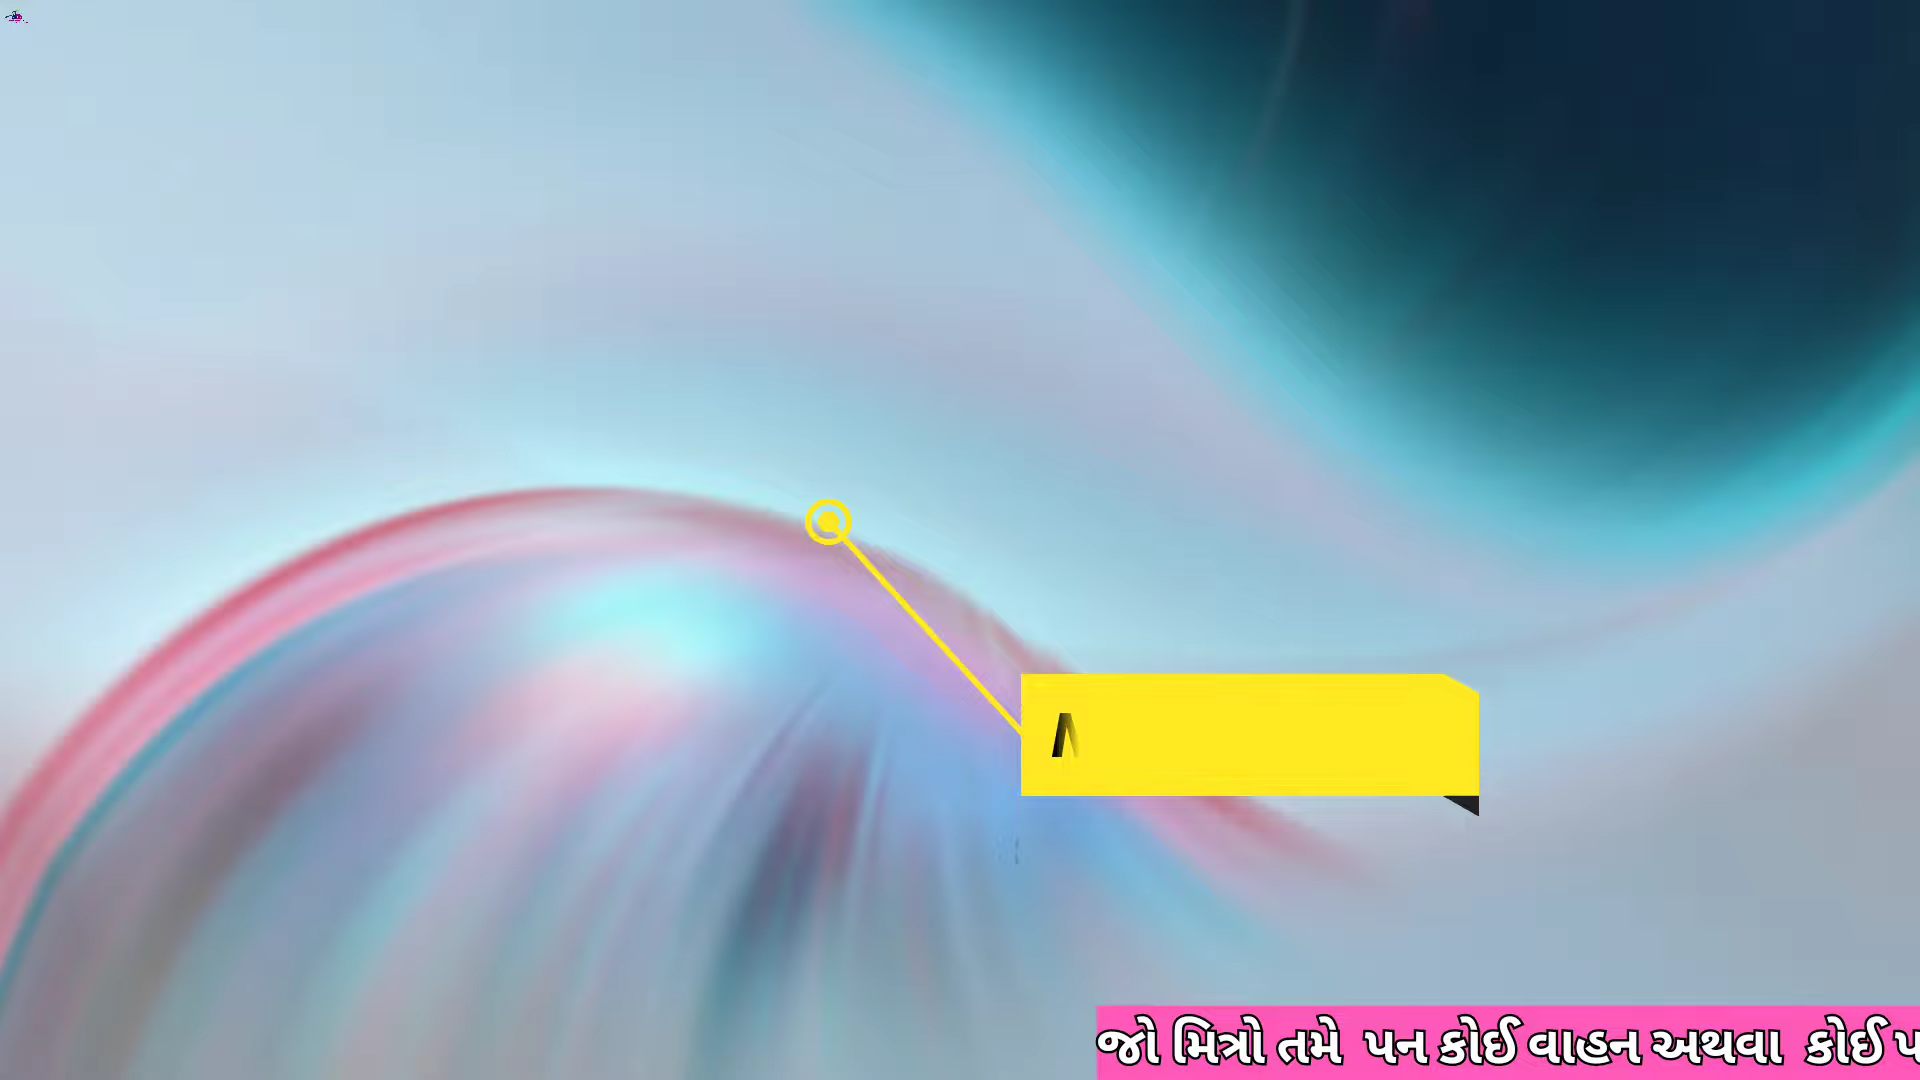 જો મિત્રો તમે પન કોઈ વાહન અથવા કોઈ